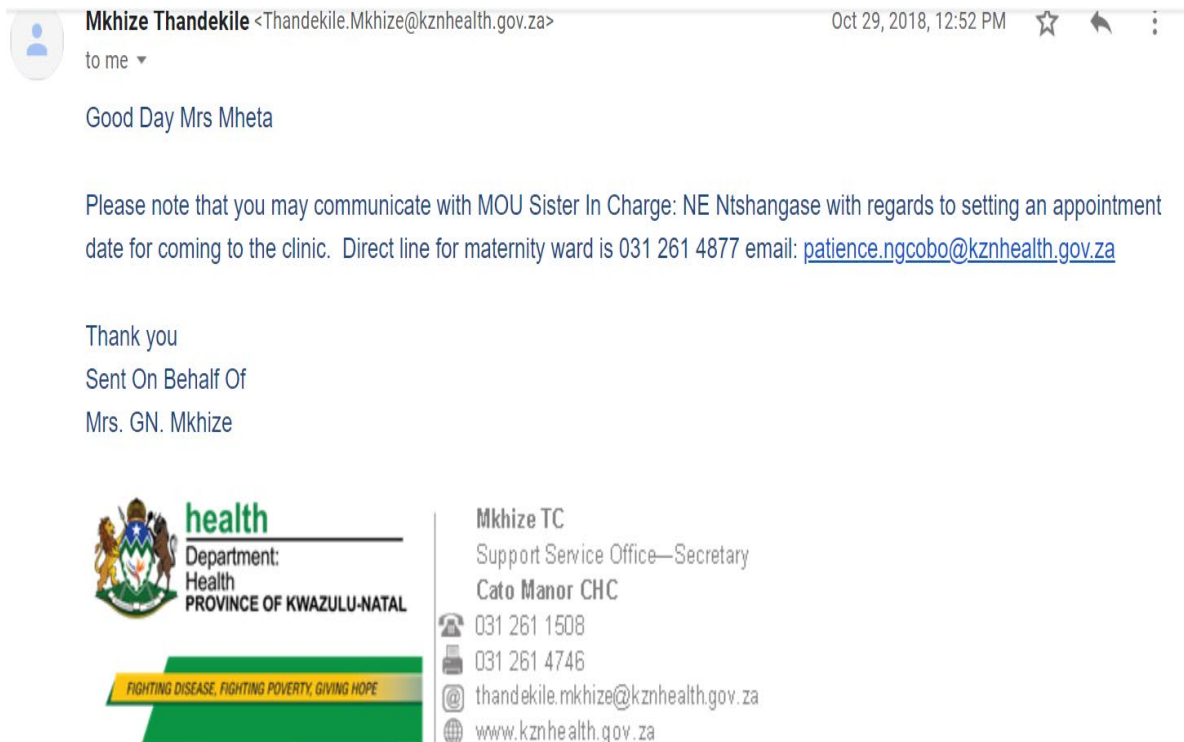 Mkhize Thandekile <Thandekile.Mkhize@kznhealth.gov.za>
Oct 29, 2018, 12:52 PM
to me
Good Day Mrs Mheta
Please note that you may communicate with MOU Sister In Charge: NE Ntshangase with regards to setting an appointment
date for coming to the clinic.  Direct line for maternity ward is 031 261 4877 email: patience.ngcobo@kznhealth.gov.za
Thank you
Sent On Behalf Of
Mrs. GN. Mkhize
health
Department:
Health
PROVINCE OF KWAZULU-NATAL
FIGHTING DISEASE, FIGHTING POVERTY, GIVING HOPE
Mkhize TC
Support Service Office—Secretary
Cato Manor CHC
031 261 1508
031 261 4746
thandekile.mkhize@kznhealth.gov.za
www.kznhealth.gov.za